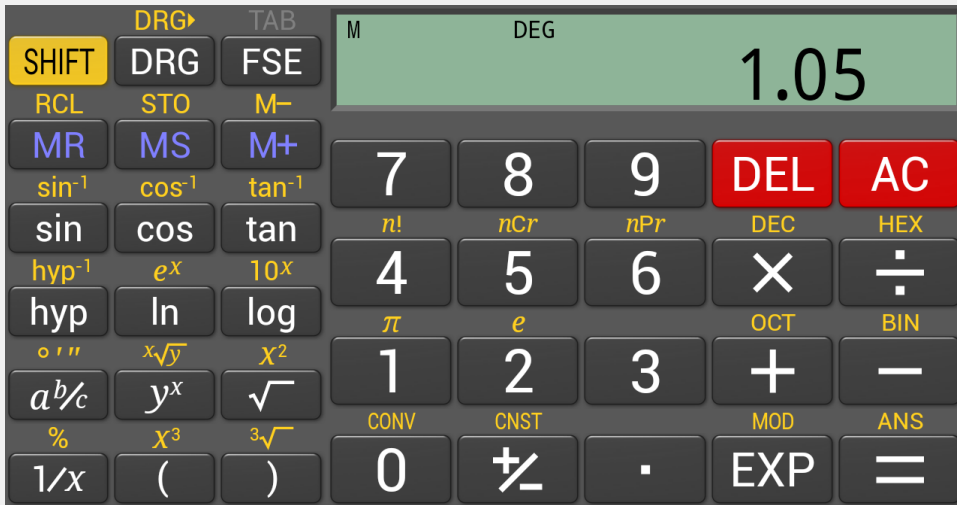 DRG▸ TAB
M DEG
SHIFT DRG FSE
1.05
RCL STO M−
MR MS M+
7 8 9 DEL AC
sin⁻¹ cos⁻¹ tan⁻¹
sin cos tan
n! nCr nPr DEC HEX
4 5 6 × ÷
hyp⁻¹ eˣ 10ˣ
hyp ln log
π e OCT BIN
1 2 3 + −
° ' " ˣ√y X²
a b/c yˣ √
CONV CNST MOD ANS
% X³ ³√
0 +/− . EXP =
1/x ( )